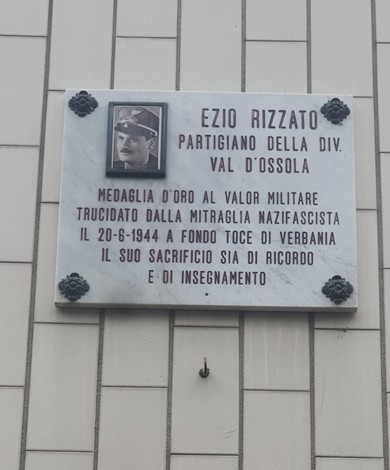 EZIO RIZZATO
PARTIGIANO DELLA DIV.
VAL D'OSSOLA
MEDAGLIA D'ORO AL VALOR MILITARE
TRUCIDATO DALLA MITRAGLIA NAZIFASCISTA
IL 20-6-1944 A FONDO TOCE DI VERBANIA
IL SUO SACRIFICIO SIA DI RICORDO
E DI INSEGNAMENTO